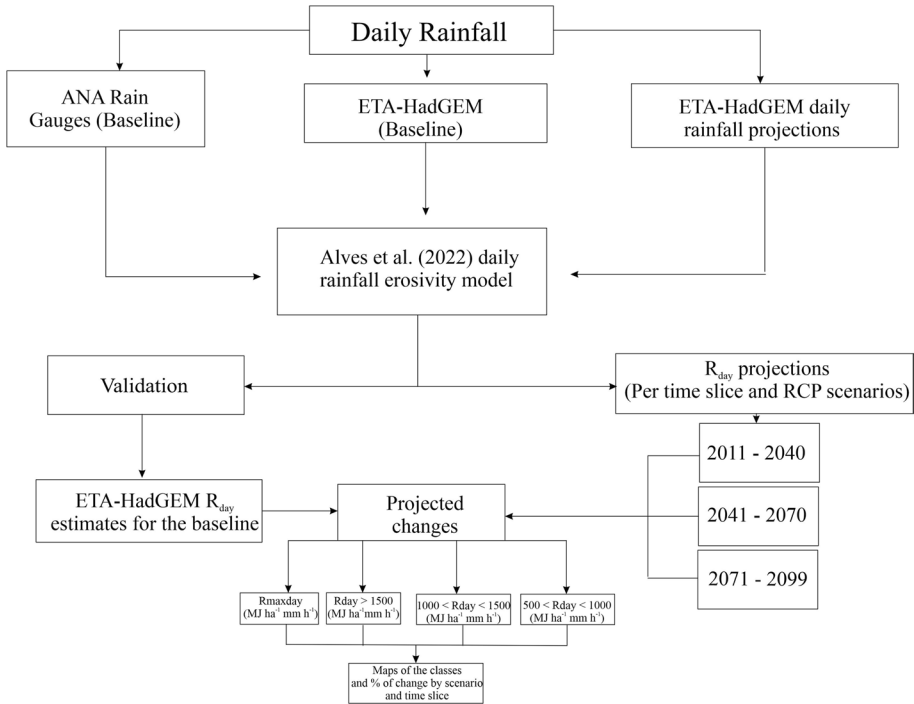 Daily Rainfall
ANA Rain
Gauges (Baseline)
ETA-HadGEM
(Baseline)
ETA-HadGEM daily
rainfall projections
Alves et al. (2022) daily
rainfall erosivity model
Validation
Rday projections
(Per time slice and RCP scenarios)
2011 - 2040
2041 - 2070
2071 - 2099
ETA-HadGEM Rday
estimates for the baseline
Projected
changes
Rmaxday
(MJ ha⁻¹ mm h⁻¹)
Rday > 1500
(MJ ha⁻¹mm h⁻¹)
1000 < Rday < 1500
(MJ ha⁻¹ mm h⁻¹)
500 < Rday < 1000
(MJ ha⁻¹ mm h⁻¹)
Maps of the classes
and % of change by scenario
and time slice